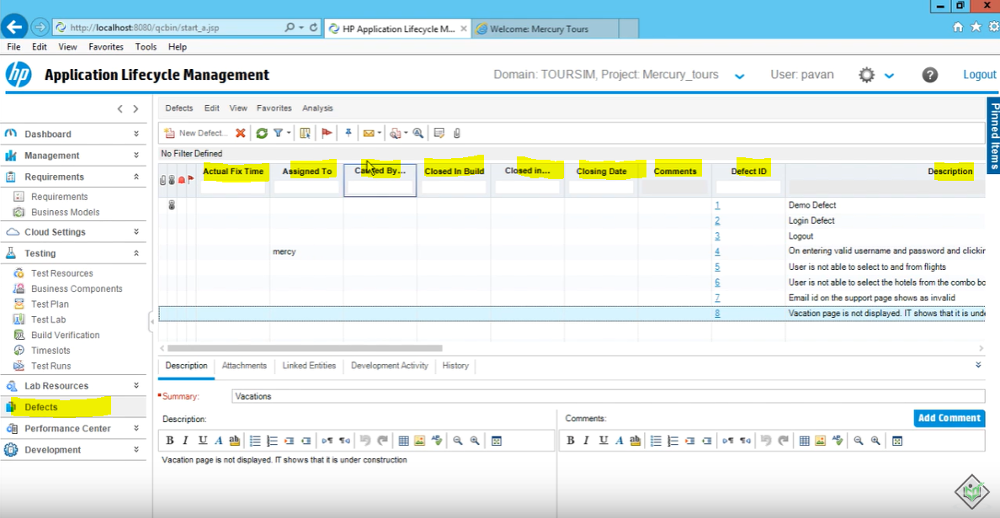 http://localhost:8080/qcbin/start_a.jsp
HP Application Lifecycle M...
Welcome: Mercury Tours
File Edit View Favorites Tools Help
hp Application Lifecycle Management
Domain: TOURSIM, Project: Mercury_tours
User: pavan
Logout
Pinned Items
Dashboard
Management
Requirements
Requirements
Business Models
Cloud Settings
Testing
Test Resources
Business Components
Test Plan
Test Lab
Build Verification
Timeslots
Test Runs
Lab Resources
Defects
Performance Center
Development
Defects Edit View Favorites Analysis
New Defect...
No Filter Defined
Actual Fix Time Assigned To Caused By... Closed In Build Closed in... Closing Date Comments Defect ID Description
1 Demo Defect
2 Login Defect
3 Logout
mercy 4 On entering valid username and password and clickin
5 User is not able to select to and from flights
6 User is not able to select the hotels from the combo bo
7 Email id on the support page shows as invalid
8 Vacation page is not displayed. IT shows that it is unde
Description Attachments Linked Entities Development Activity History
*Summary: Vacations
Description:
Comments:
Add Comment
B I U A ab
B I U A ab
Vacation page is not displayed. IT shows that it is under construction